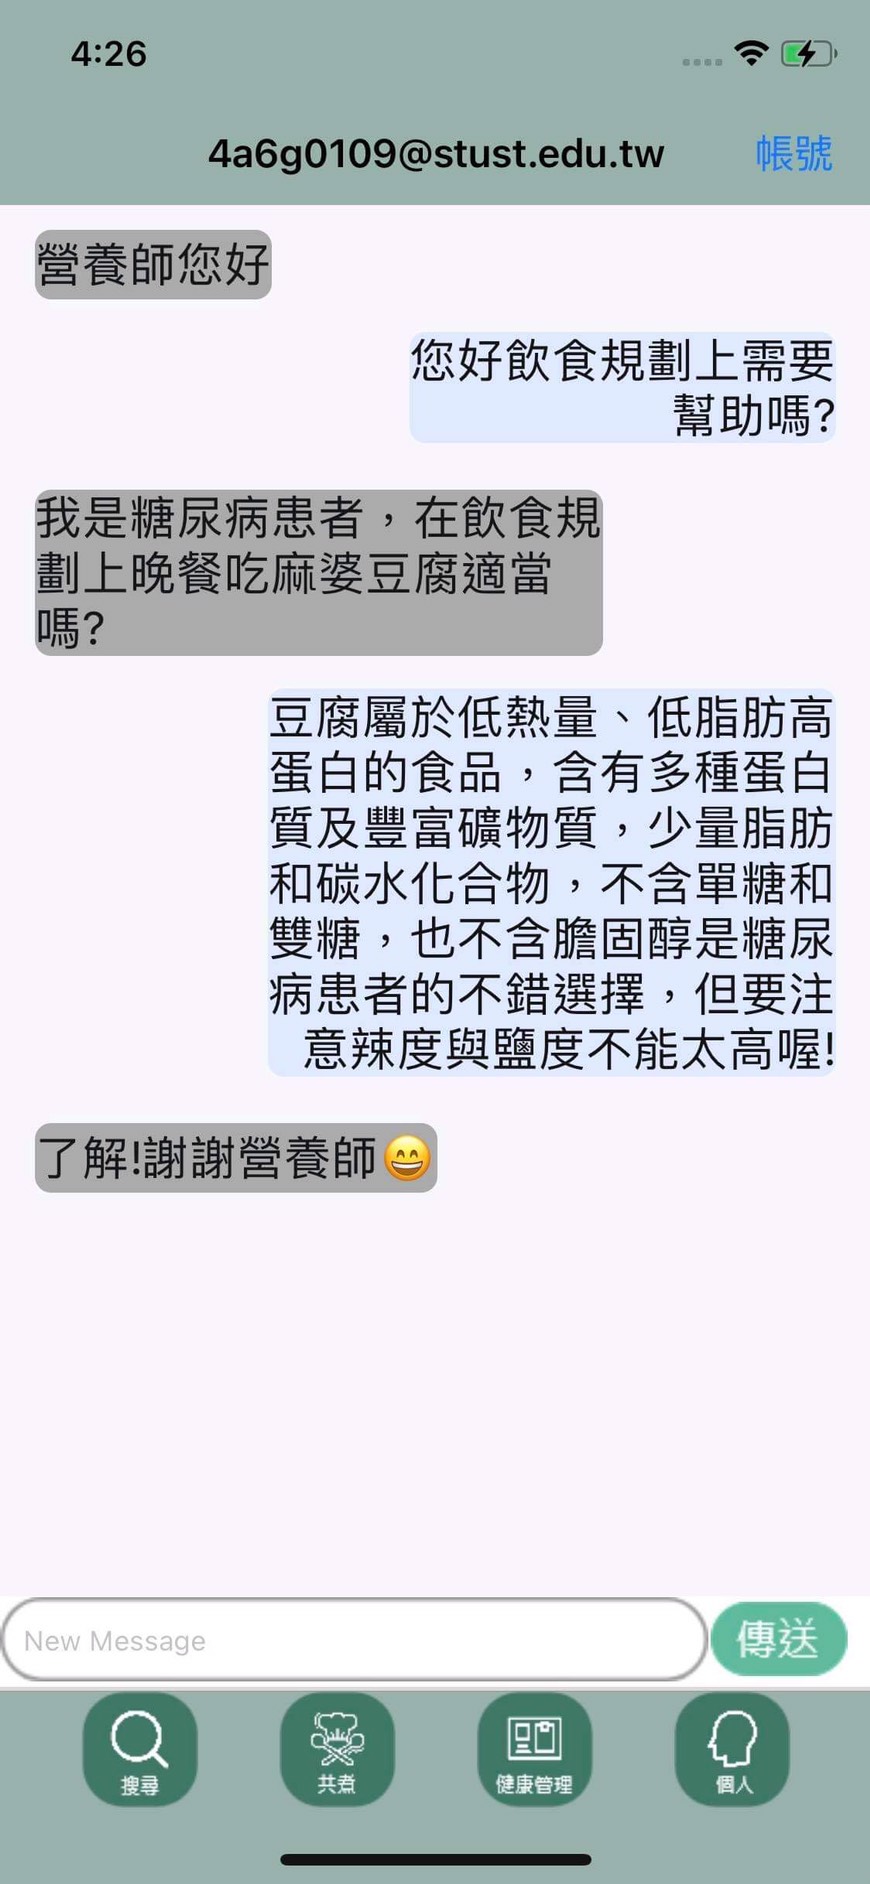 4:26
4a6g0109@stust.edu.tw 帳號
營養師您好
您好飲食規劃上需要
幫助嗎?
我是糖尿病患者，在飲食規
劃上晚餐吃麻婆豆腐適當
嗎?
豆腐屬於低熱量、低脂肪高
蛋白的食品，含有多種蛋白
質及豐富礦物質，少量脂肪
和碳水化合物，不含單糖和
雙糖，也不含膽固醇是糖尿
病患者的不錯選擇，但要注
意辣度與鹽度不能太高喔!
了解!謝謝營養師😄
New Message 傳送
搜尋 共煮 健康管理 個人